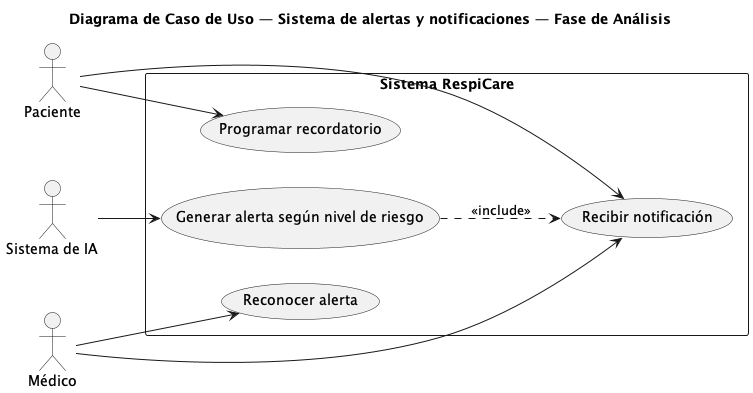 Diagrama de Caso de Uso — Sistema de alertas y notificaciones — Fase de Análisis
Sistema RespiCare
Paciente
Programar recordatorio
Sistema de IA
Generar alerta según nivel de riesgo
«include»
Recibir notificación
Reconocer alerta
Médico